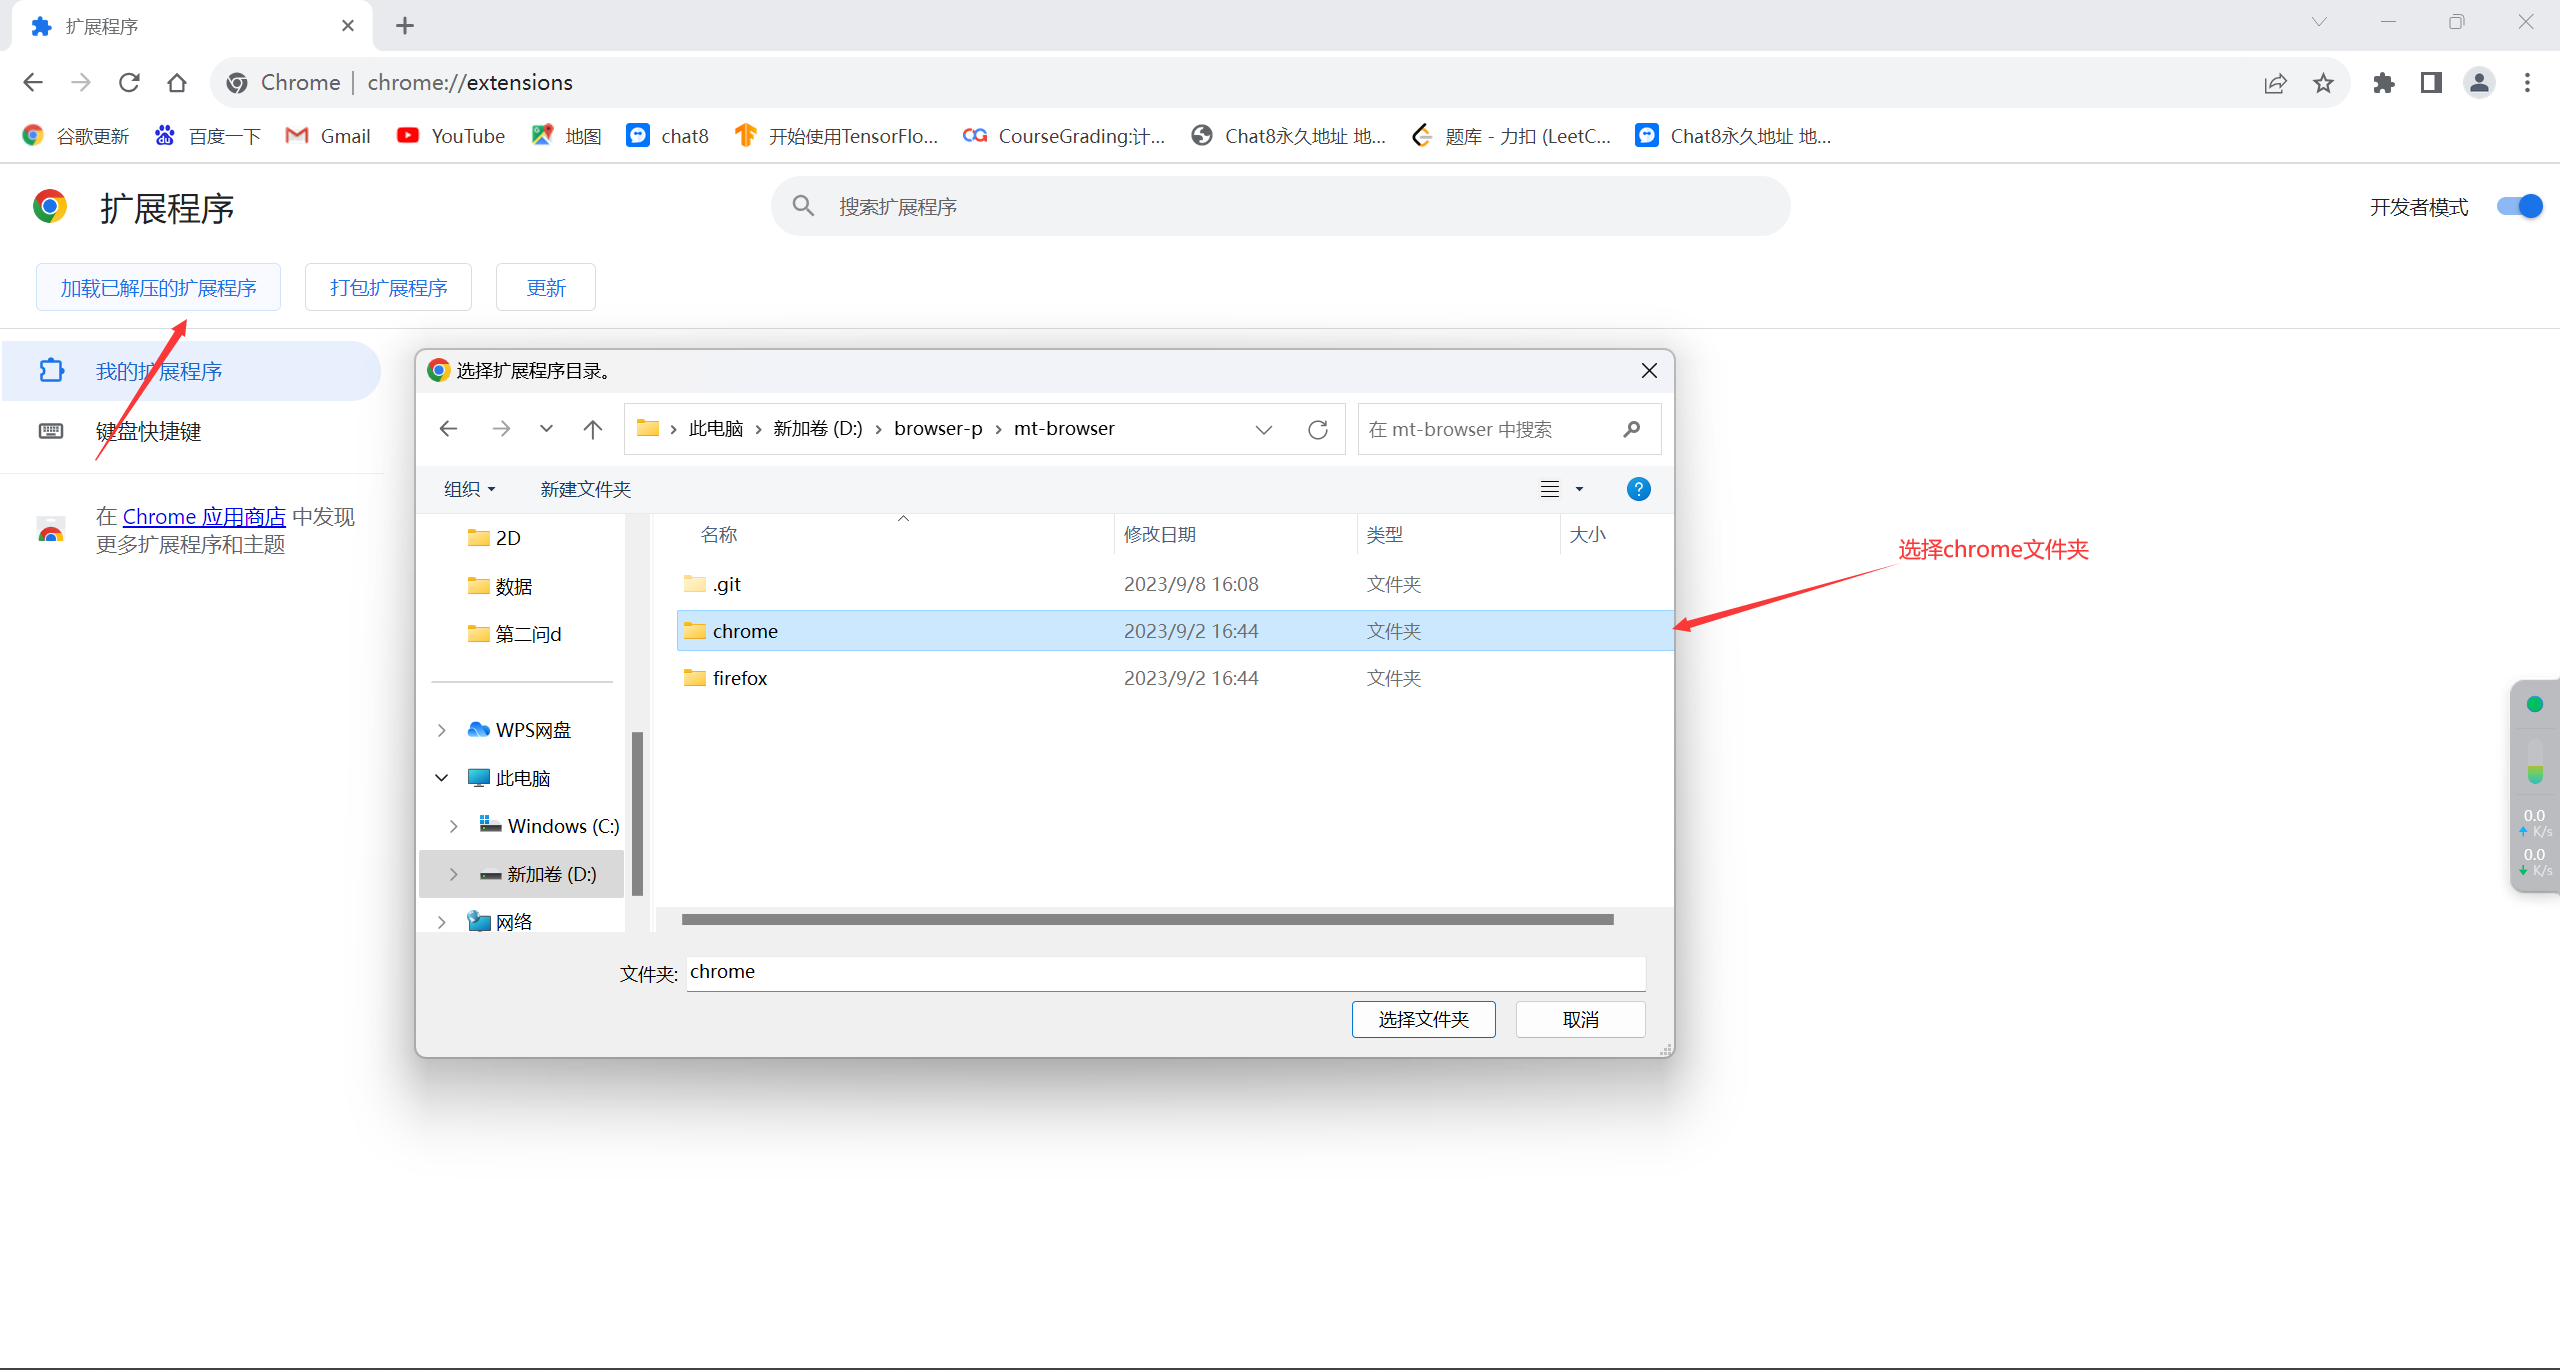 扩展程序
Chrome | chrome://extensions
谷歌更新 百度一下 Gmail YouTube 地图 chat8 开始使用TensorFlo... CourseGrading:计... Chat8永久地址 地... 题库 - 力扣 (LeetC... Chat8永久地址 地...
扩展程序 搜索扩展程序 开发者模式
加载已解压的扩展程序 打包扩展程序 更新
我的扩展程序
键盘快捷键
在 Chrome 应用商店 中发现
更多扩展程序和主题
选择扩展程序目录。
此电脑 新加卷 (D:) browser-p mt-browser 在 mt-browser 中搜索
组织 新建文件夹
名称 修改日期 类型 大小
.git 2023/9/8 16:08 文件夹
chrome 2023/9/2 16:44 文件夹
firefox 2023/9/2 16:44 文件夹
2D
数据
第二问d
WPS网盘
此电脑
Windows (C:)
新加卷 (D:)
网络
文件夹: chrome
选择文件夹 取消
选择chrome文件夹
0.0
K/s
0.0
K/s